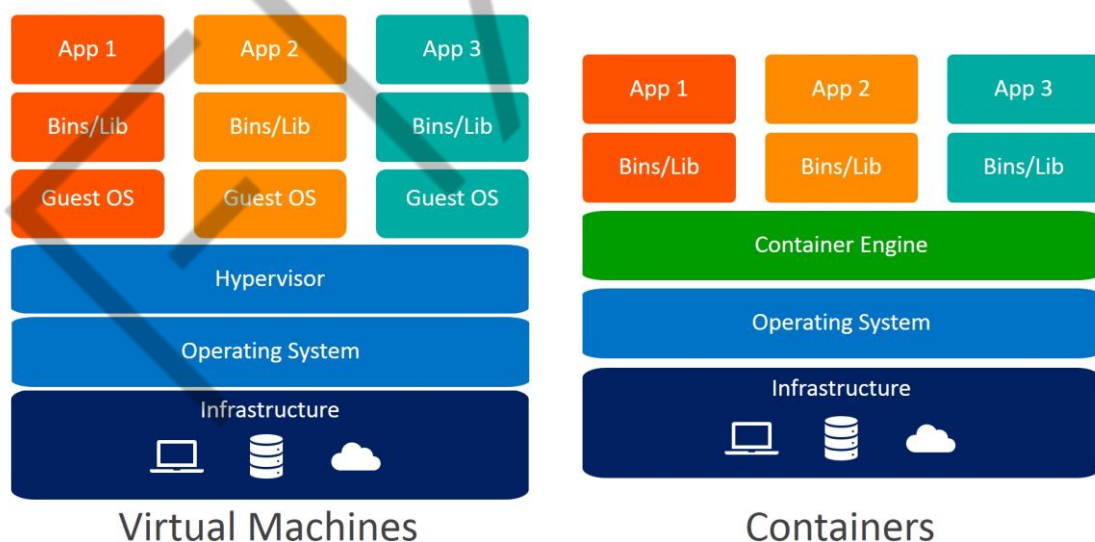 App 1 App 2 App 3
Bins/Lib Bins/Lib Bins/Lib
Guest OS Guest OS Guest OS
Hypervisor
Operating System
Infrastructure
Virtual Machines
App 1 App 2 App 3
Bins/Lib Bins/Lib Bins/Lib
Container Engine
Operating System
Infrastructure
Containers